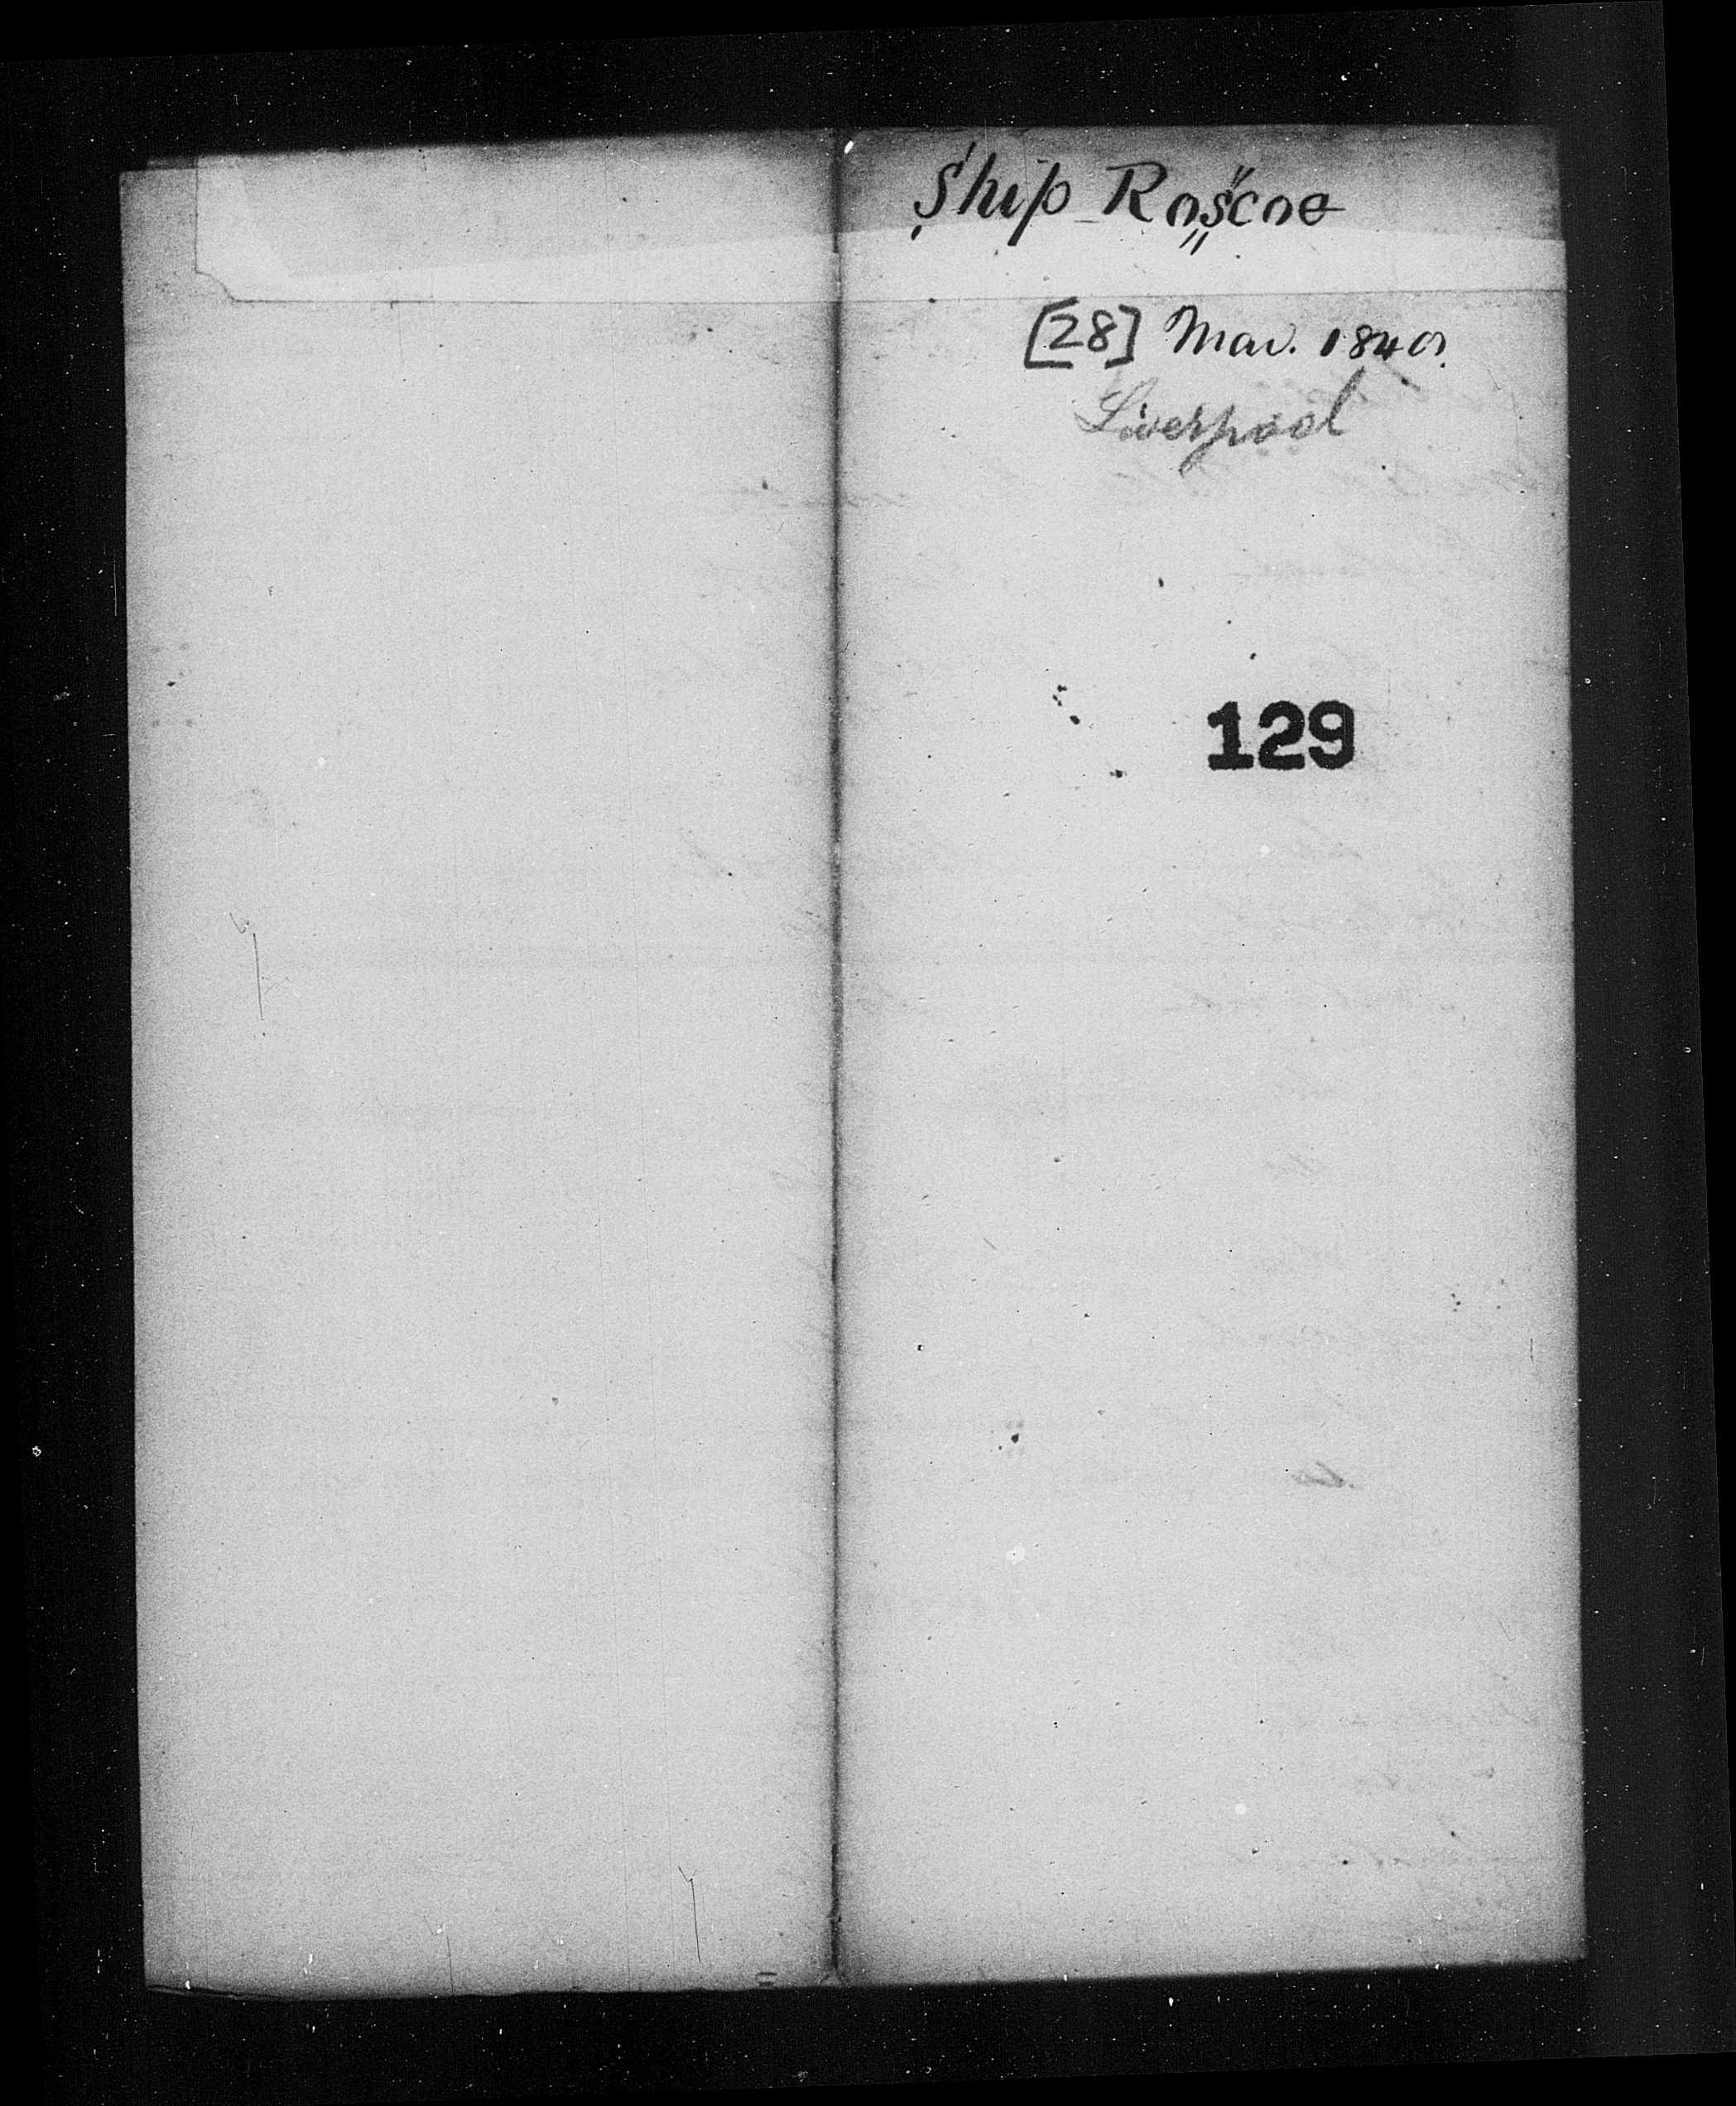 Ship Roscoe
[28] Mar. 1840.
Liverpool
129